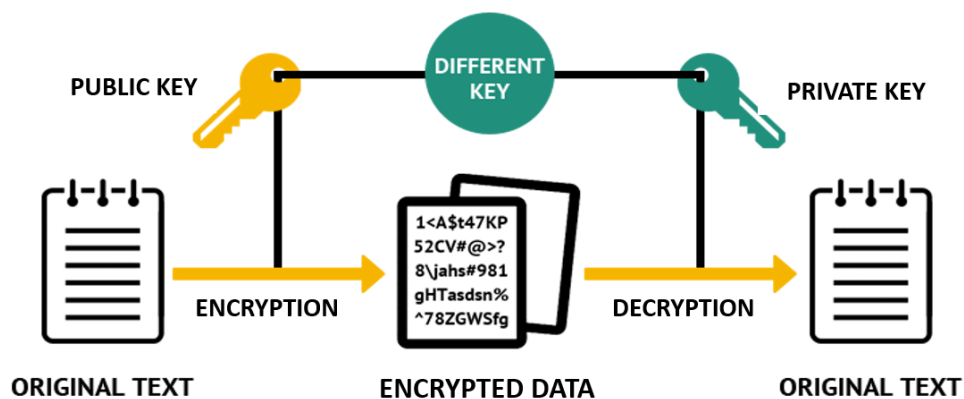 DIFFERENT
KEY
PUBLIC KEY
PRIVATE KEY
1<A$t47KP
52CV#@>?
8\jahs#981
gHTasdsn%
^78ZGWSfg
ENCRYPTION
DECRYPTION
ORIGINAL TEXT
ENCRYPTED DATA
ORIGINAL TEXT